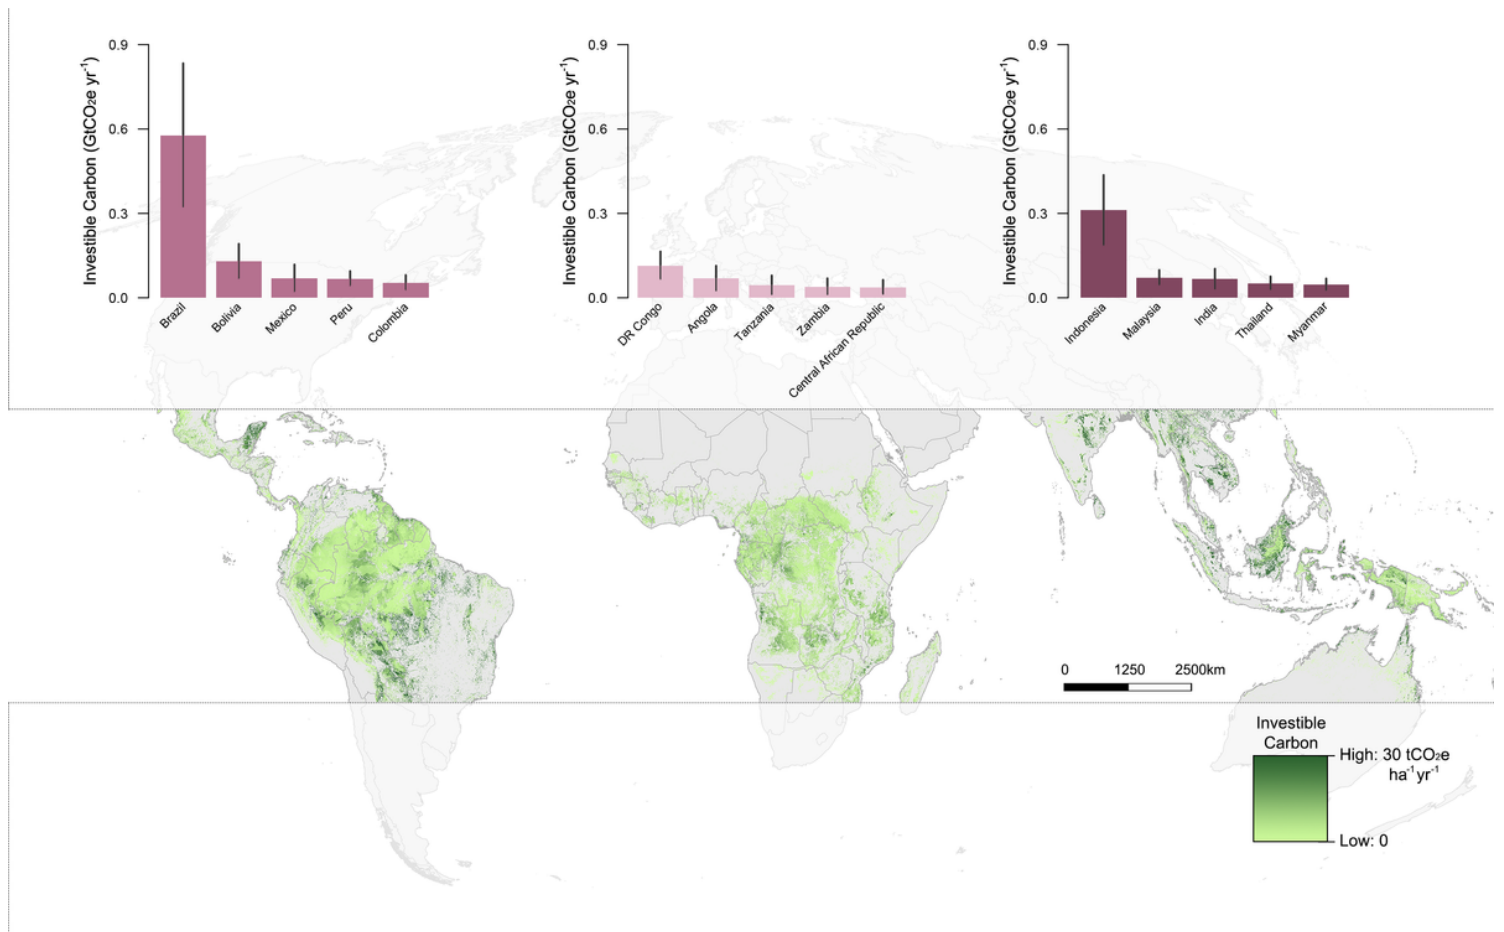 Investible Carbon (GtCO₂e yr⁻¹)
0.9
0.6
0.3
0.0
Brazil
Bolivia
Mexico
Peru
Colombia
Investible Carbon (GtCO₂e yr⁻¹)
0.9
0.6
0.3
0.0
DR Congo
Angola
Tanzania
Zambia
Central African Republic
Investible Carbon (GtCO₂e yr⁻¹)
0.9
0.6
0.3
0.0
Indonesia
Malaysia
India
Thailand
Myanmar
0 1250 2500km
Investible
Carbon
High: 30 tCO₂e
ha⁻¹yr⁻¹
Low: 0